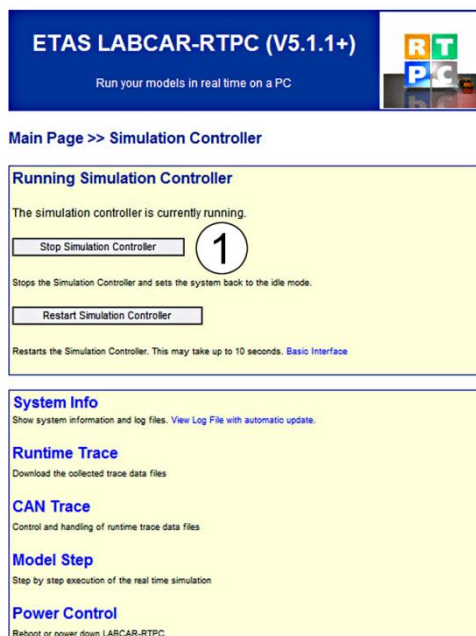 ETAS LABCAR-RTPC (V5.1.1+)
Run your models in real time on a PC
RT
PC
Main Page >> Simulation Controller
Running Simulation Controller
The simulation controller is currently running.
Stop Simulation Controller
1
Stops the Simulation Controller and sets the system back to the idle mode.
Restart Simulation Controller
Restarts the Simulation Controller. This may take up to 10 seconds. Basic Interface
System Info
Show system information and log files. View Log File with automatic update.
Runtime Trace
Download the collected trace data files
CAN Trace
Control and handling of runtime trace data files
Model Step
Step by step execution of the real time simulation
Power Control
Reboot or power down LABCAR-RTPC